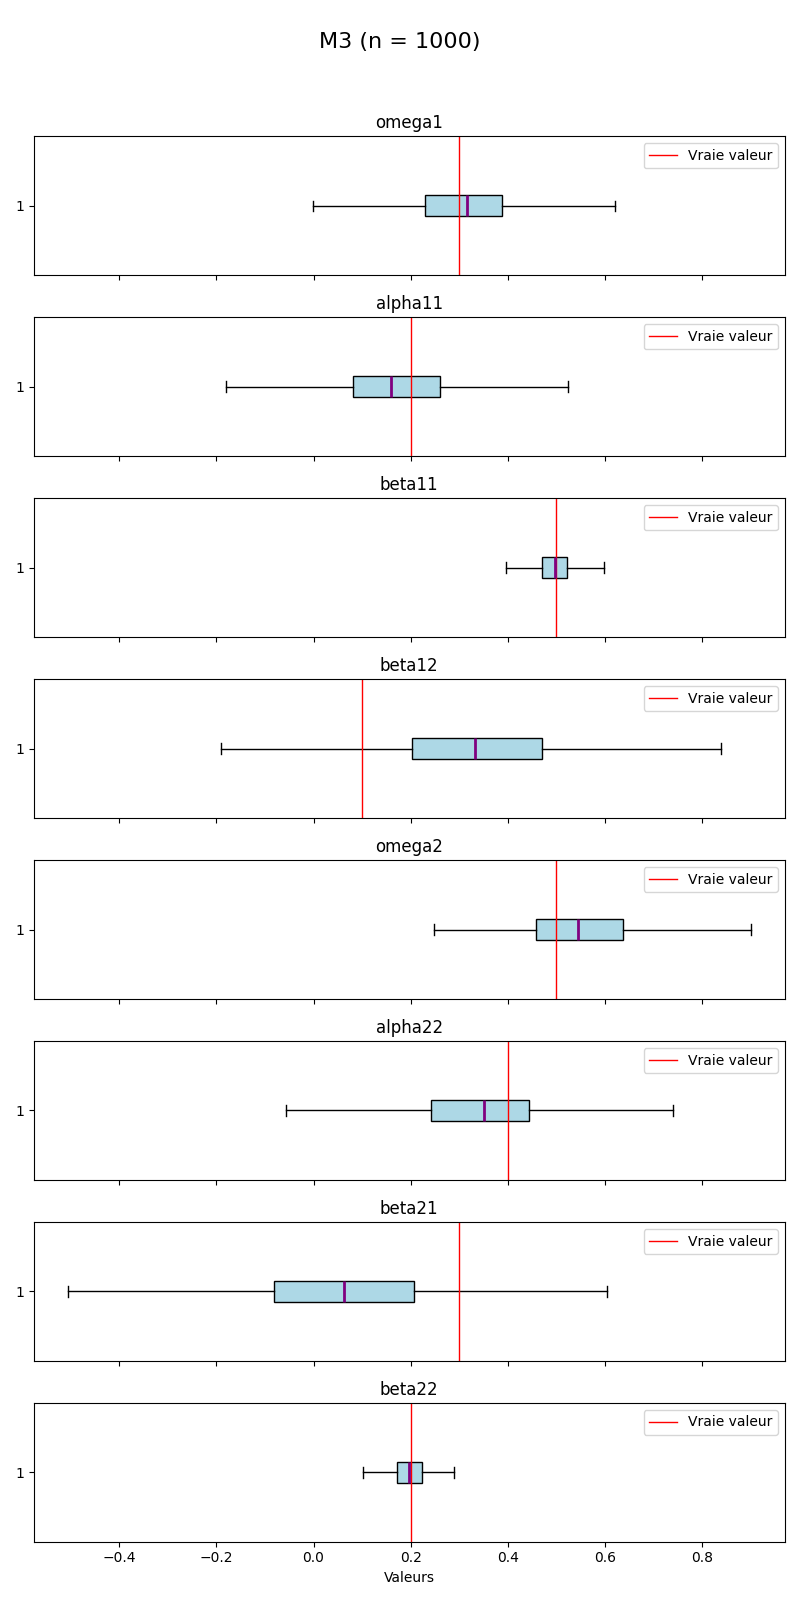 M3 (n = 1000)
omega1
Vraie valeur
1
alpha11
Vraie valeur
1
beta11
Vraie valeur
1
beta12
Vraie valeur
1
omega2
Vraie valeur
1
alpha22
Vraie valeur
1
beta21
Vraie valeur
1
beta22
Vraie valeur
1
−0.4 −0.2 0.0 0.2 0.4 0.6 0.8
Valeurs